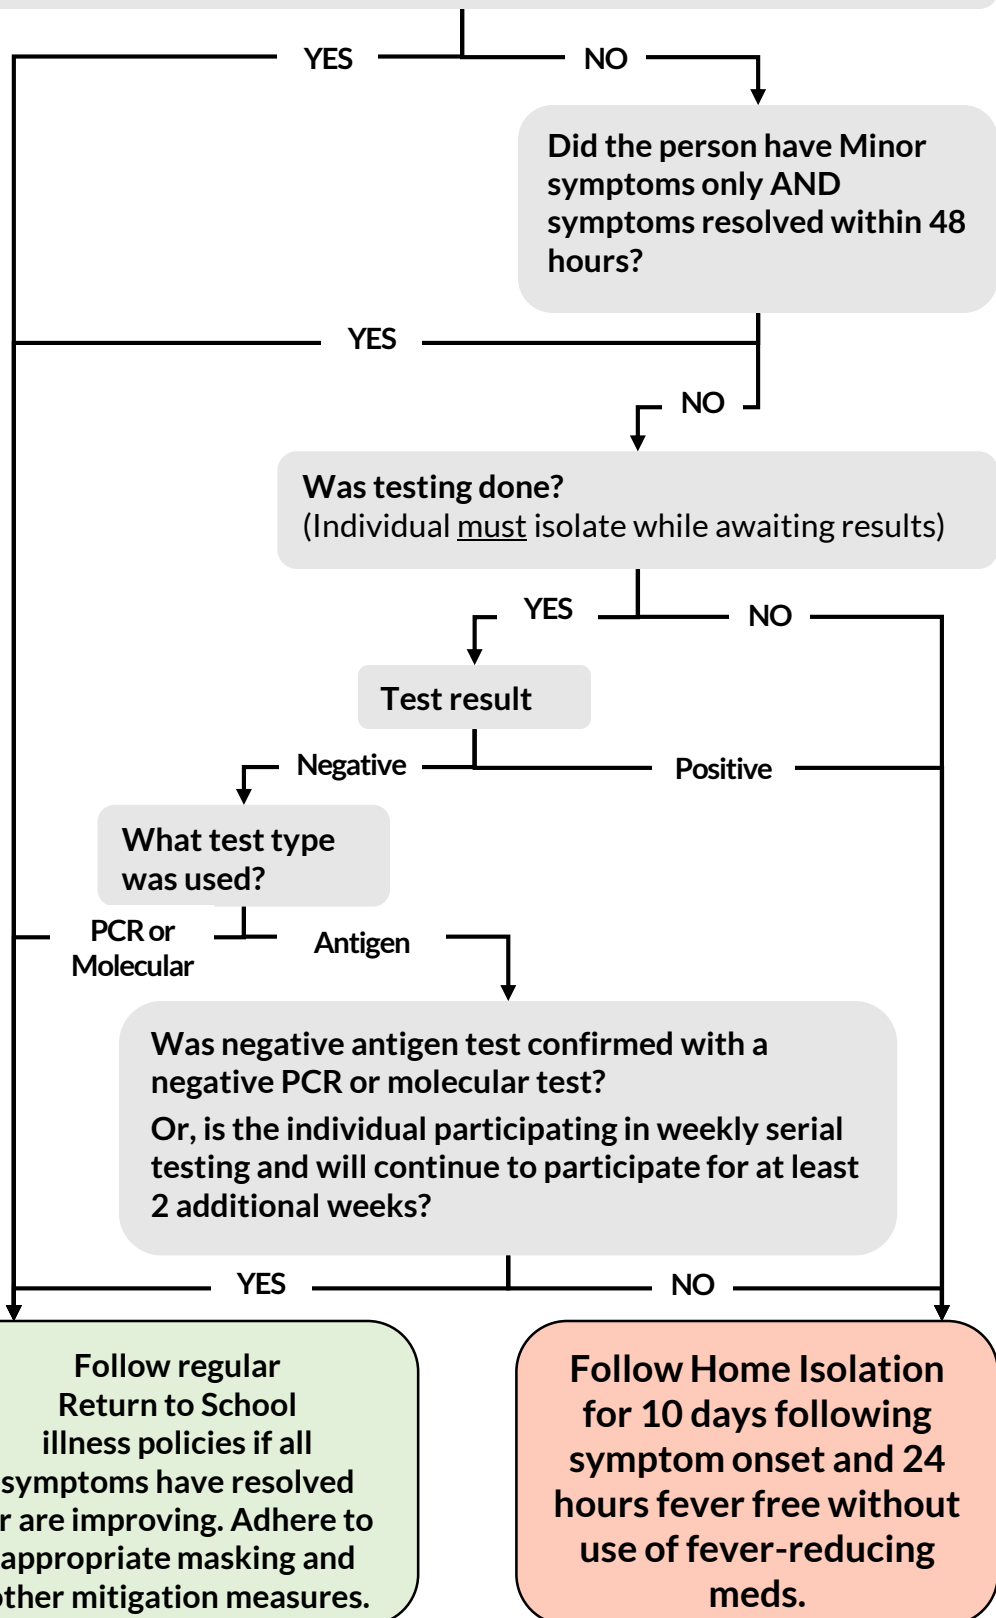 YES
NO
Did the person have Minor
symptoms only AND
symptoms resolved within 48
hours?
YES
NO
Was testing done?
(Individual must isolate while awaiting results)
YES
NO
Test result
Negative
Positive
What test type
was used?
PCR or
Molecular
Antigen
Was negative antigen test confirmed with a
negative PCR or molecular test?
Or, is the individual participating in weekly serial
testing and will continue to participate for at least
2 additional weeks?
YES
NO
Follow regular
Return to School
illness policies if all
symptoms have resolved
r are improving. Adhere to
appropriate masking and
other mitigation measures.
Follow Home Isolation
for 10 days following
symptom onset and 24
hours fever free without
use of fever-reducing
meds.